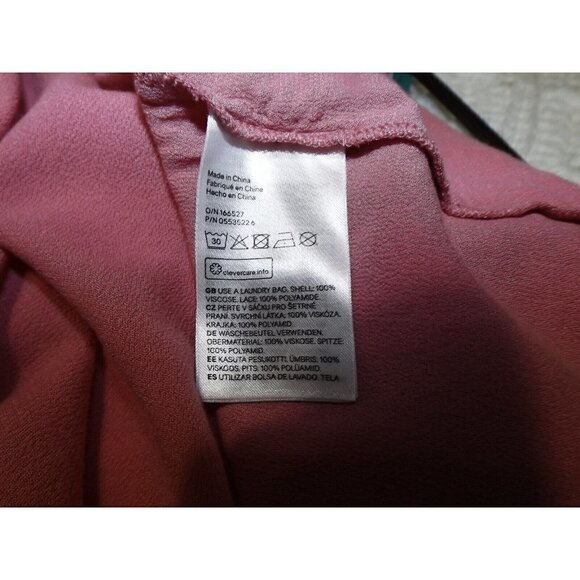 Made in China
Fabriqué en Chine
Hecho en China
O/N 166527
P/N 0553522 6
30
clevercare.info
GB USE A LAUNDRY BAG, SHELL: 100%
VISCOSE, LACE: 100% POLYAMIDE
CZ PERTE V SÁČKU PRO ŠETRNÉ
PRANÍ. SVRCHNÍ LÁTKA: 100% VISKÓZA,
KRAJKA: 100% POLYAMID
DE WÄSCHEBEUTEL VERWENDEN.
OBERMATERIAL: 100% VISKOSE, SPITZE:
100% POLYAMID
EE KASUTA PESUKOTTI. ÜMBRIS: 100%
VISKOOS, PITS: 100% POLÜAMIID
ES UTILIZAR BOLSA DE LAVADO, TELA